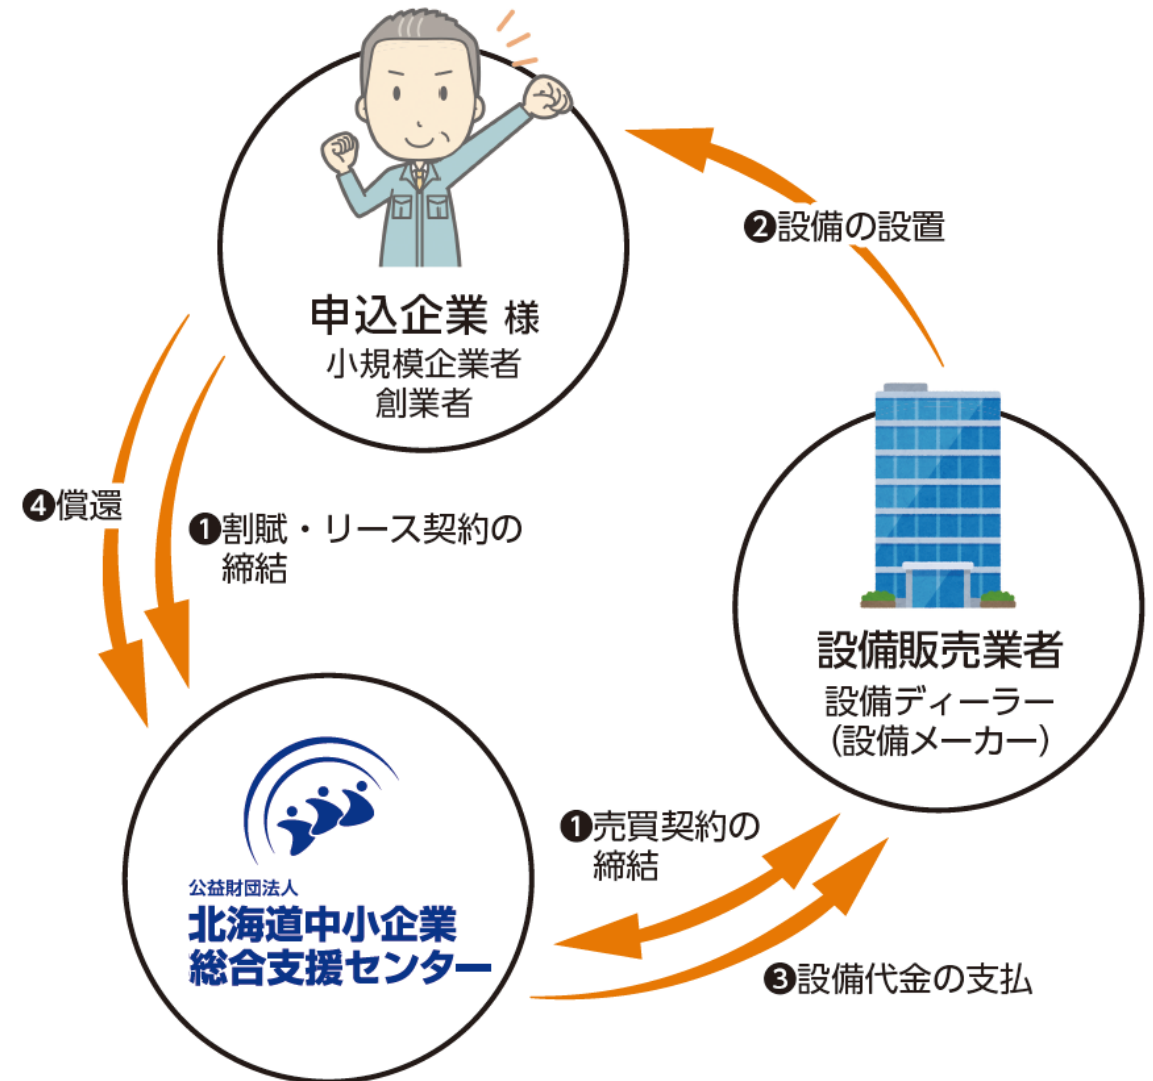 ❷設備の設置
申込企業 様
小規模企業者
創業者
❹償還
❶割賦・リース契約の
締結
設備販売業者
設備ディーラー
（設備メーカー）
❶売買契約の
締結
公益財団法人
北海道中小企業
総合支援センター
❸設備代金の支払